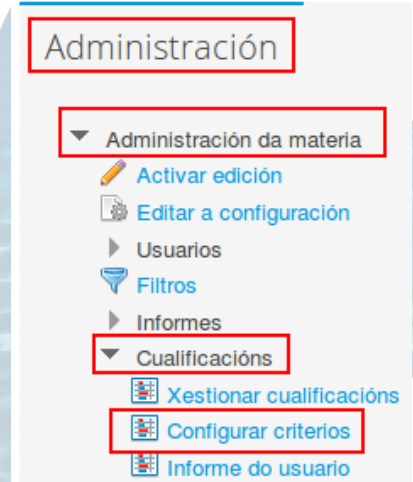 Administración
Administración da materia
Activar edición
Editar a configuración
Usuarios
Filtros
Informes
Cualificacións
Xestionar cualificacións
Configurar criterios
Informe do usuario